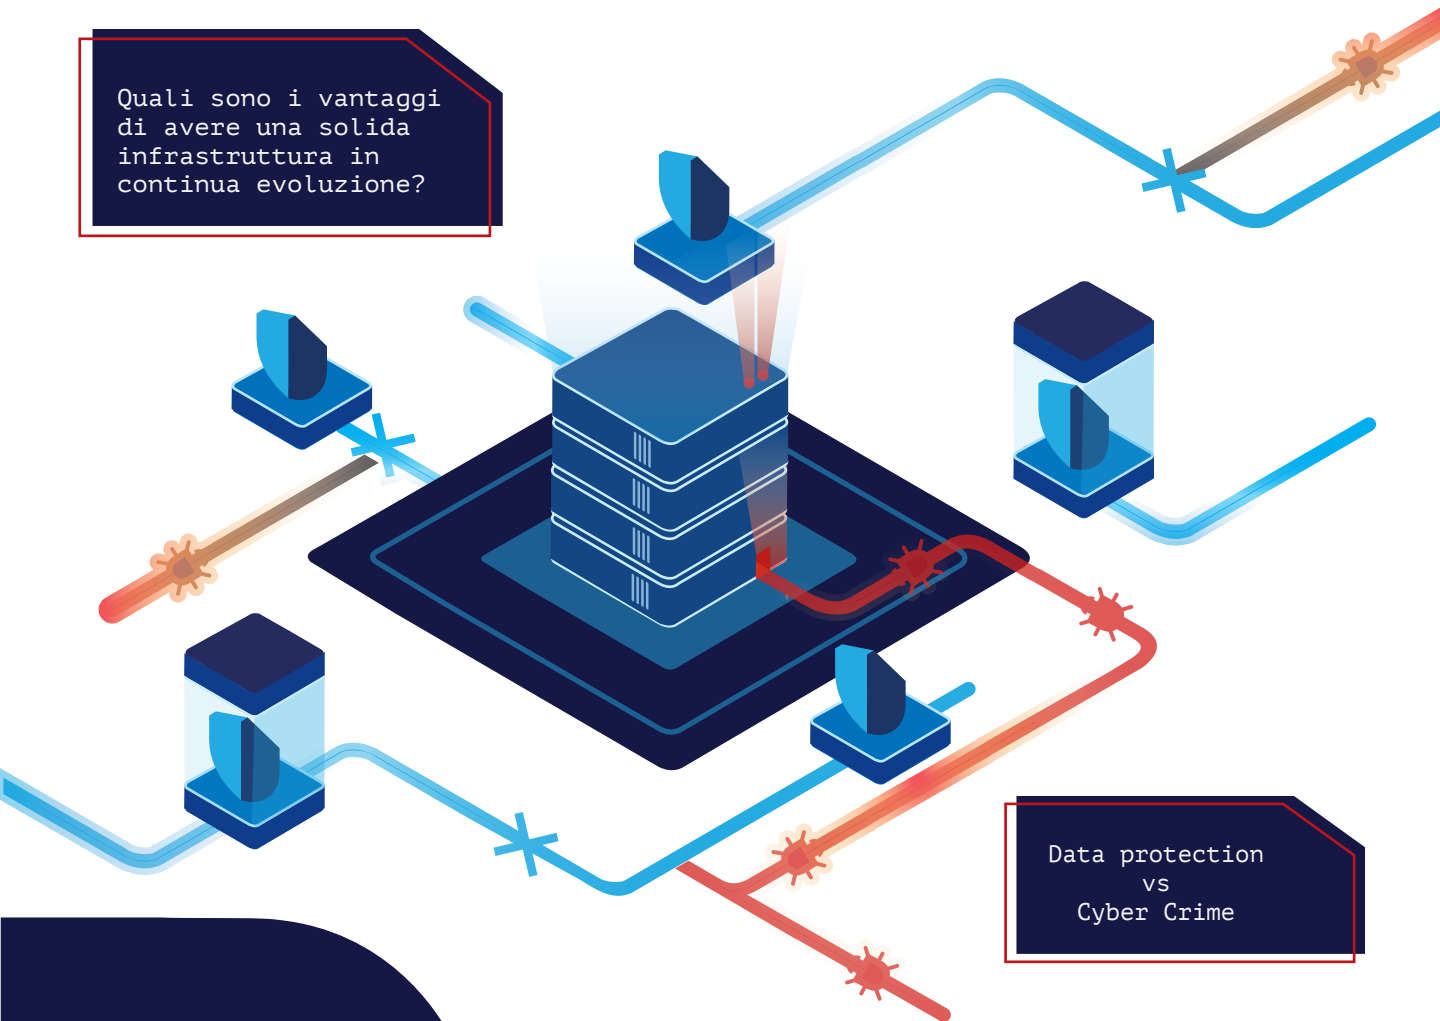 Quali sono i vantaggi
di avere una solida
infrastruttura in
continua evoluzione?
Data protection
vs
Cyber Crime